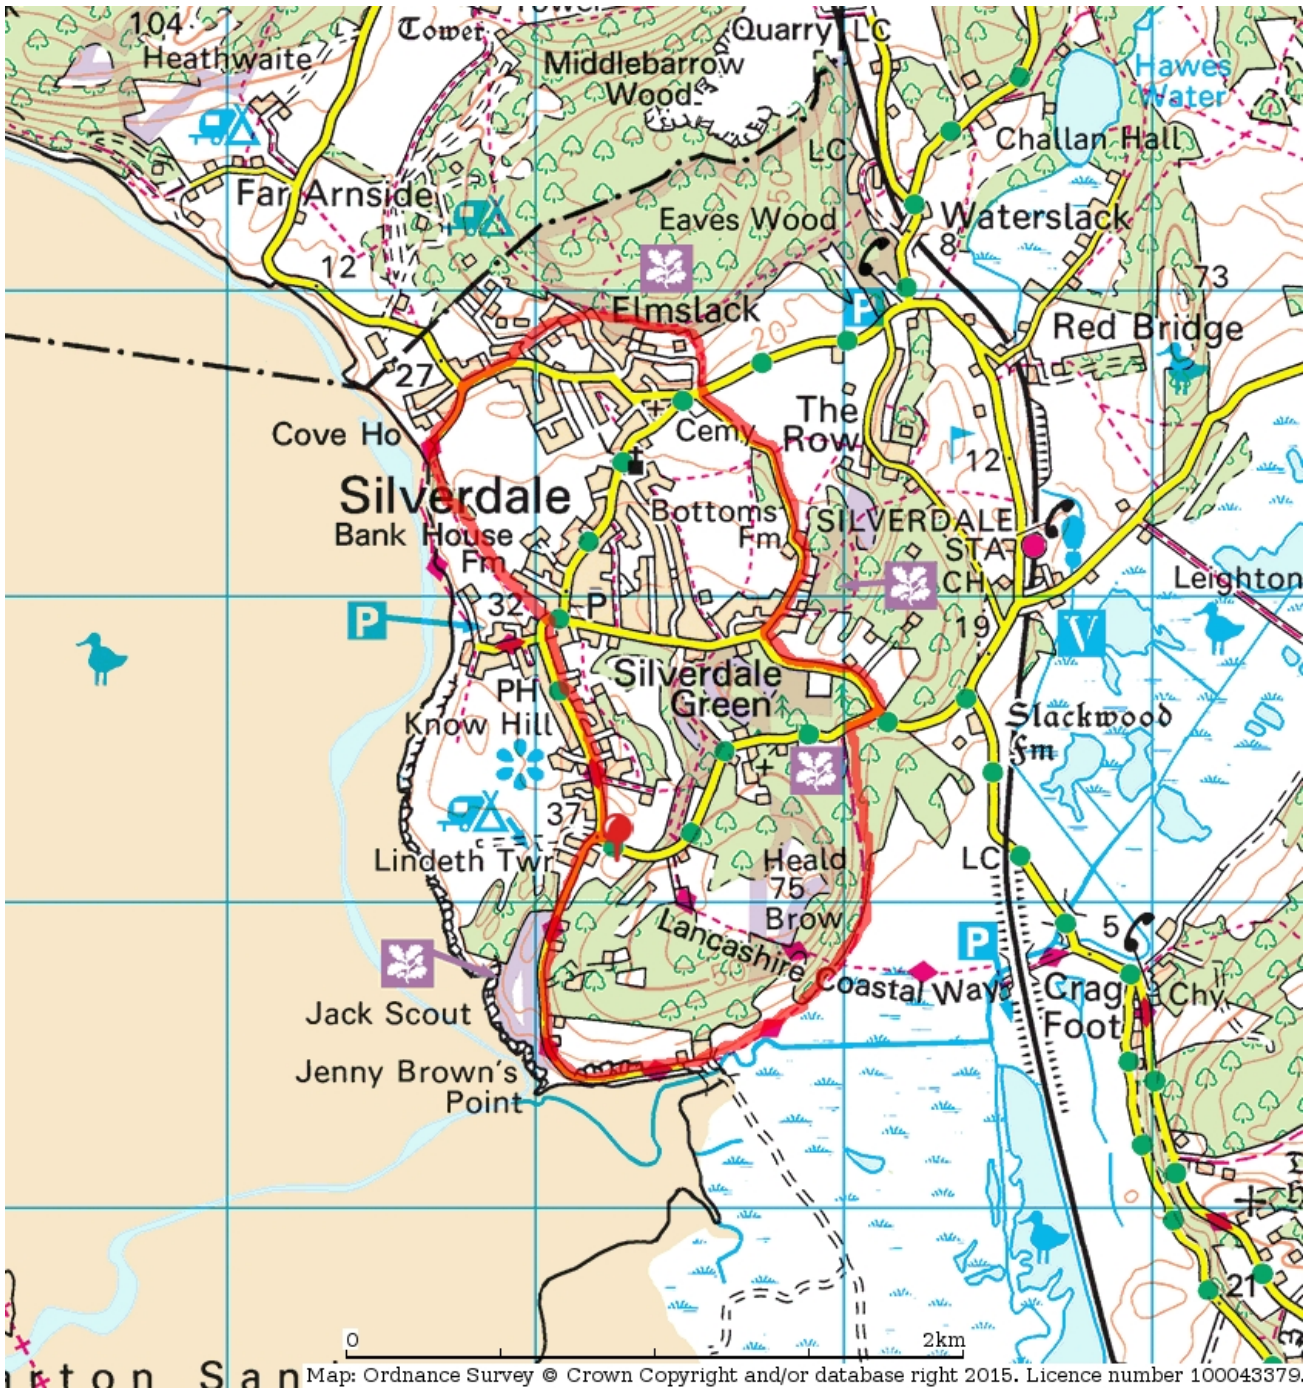 104
Heathwaite
Tower
Quarry
LC
Middlebarrow
Wood
Hawes
Water
Challan Hall
LC
Far Arnside
Eaves Wood
Waterslack
8
12
73
Elmslack
P
20
Red Bridge
27
Cove Ho
The
Row
Cemy
12
Silverdale
Bottoms
Fm
SILVERDALE
STA
Bank House
Fm
CH
Leighton
32
P
P
19
V
Silverdale
Green
PH
Know Hill
Slackwood
Fm
37
Lindeth Twr
Heald
75
Brow
LC
5
P
Lancashire Coastal Way
Crag
Foot
Chy
Jack Scout
Jenny Brown's
Point
21
0
2km
Map: Ordnance Survey © Crown Copyright and/or database right 2015. Licence number 100043379.